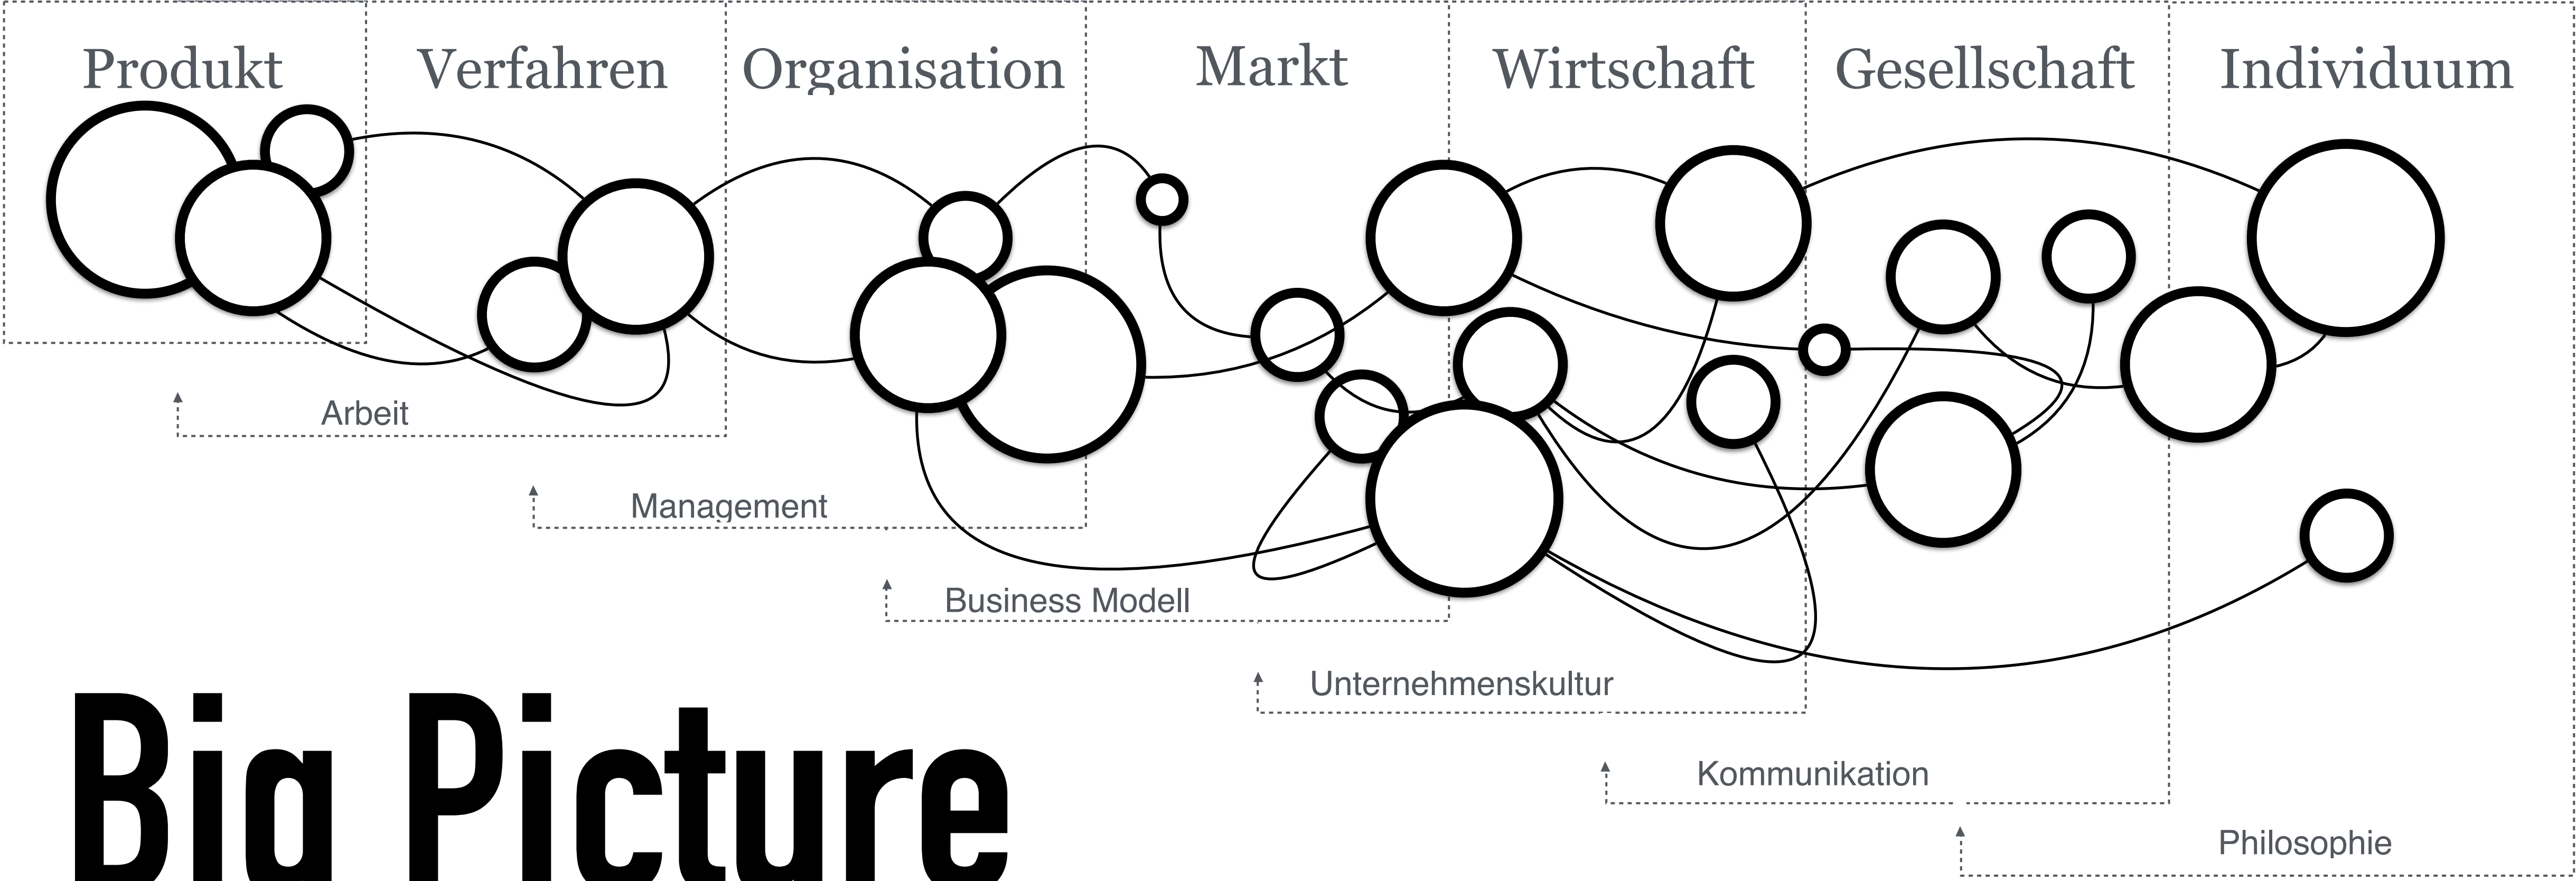 Produkt Verfahren Organisation Markt Wirtschaft Gesellschaft Individuum
Arbeit
Management
Business Modell
Unternehmenskultur
Kommunikation
Philosophie
Big Picture